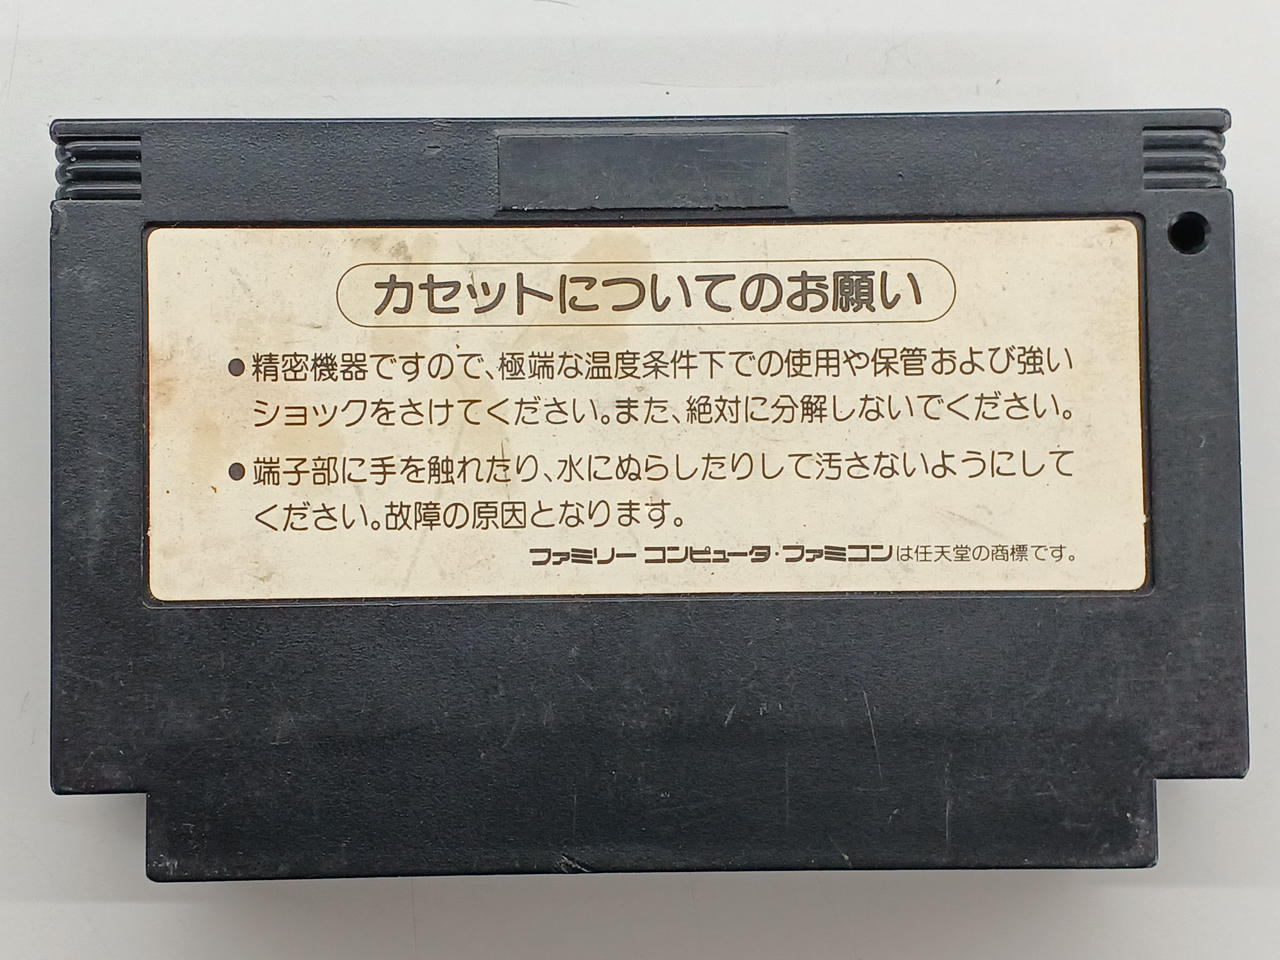 カセットについてのお願い
●精密機器ですので、極端な温度条件下での使用や保管および強い
ショックをさけてください。また、絶対に分解しないでください。
●端子部に手を触れたり、水にぬらしたりして汚さないようにして
ください。故障の原因となります。
ファミリー コンピュータ・ファミコンは任天堂の商標です。